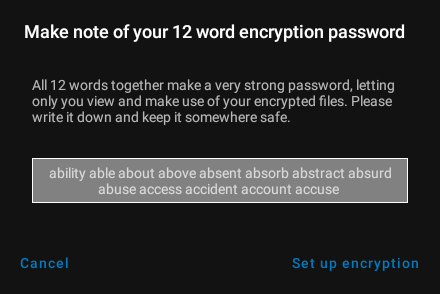 Make note of your 12 word encryption password
All 12 words together make a very strong password, letting
only you view and make use of your encrypted files. Please
write it down and keep it somewhere safe.
ability able about above absent absorb abstract absurd
abuse access accident account accuse
Cancel
Set up encryption